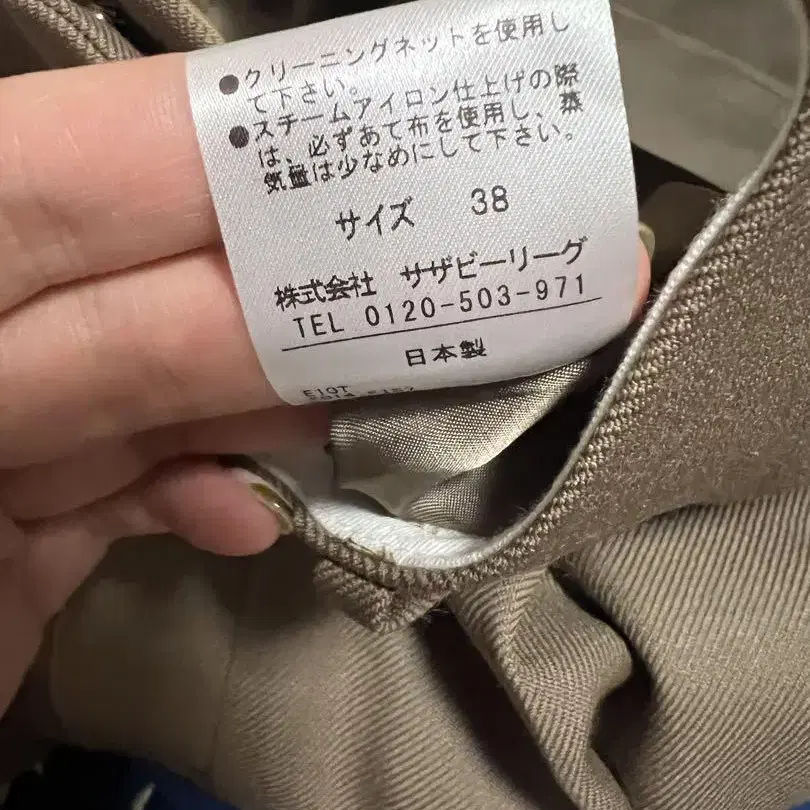 ●クリーニングネットを使用し
て下さい。
●スチームアイロン仕上げの際
は、必ずあて布を使用し、蒸
気量は少なめにして下さい。
サイズ 38
株式会社 サザビーリーグ
TEL 0120-503-971
日本製
E10T